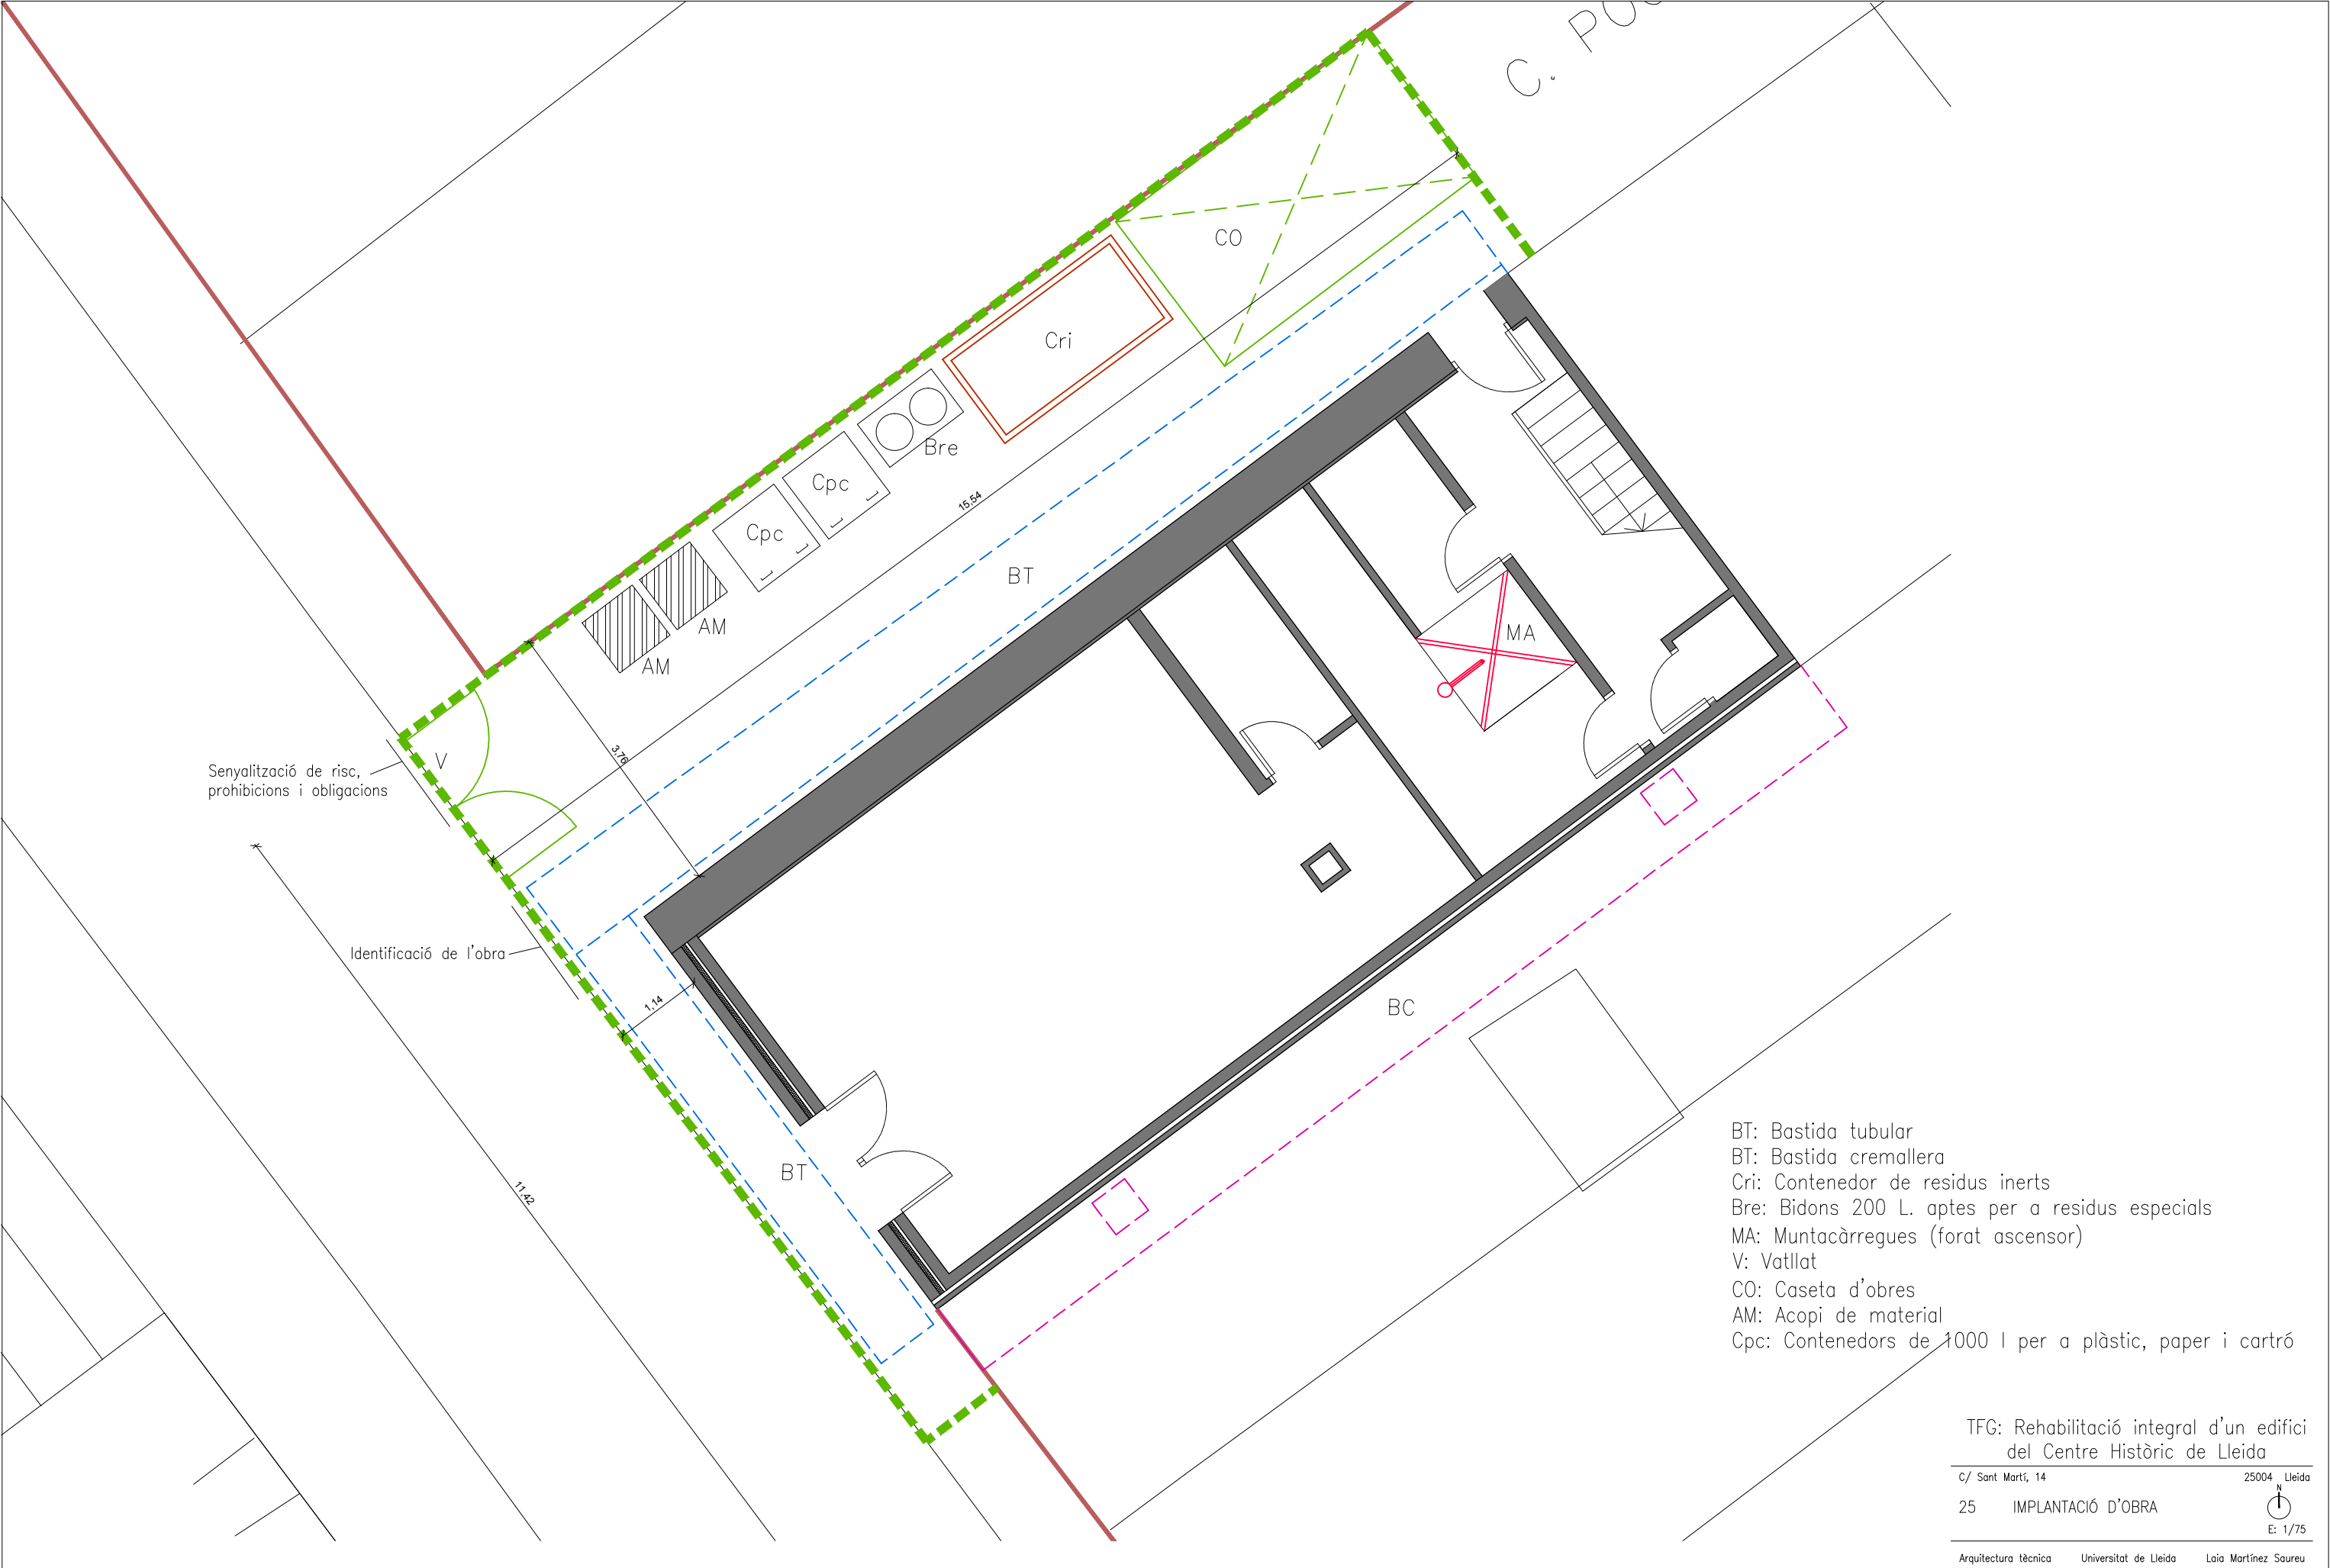 C.
CO
Cri
Bre
Cpc
Cpc
15.54
BT
AM
AM
MA
V
3.76
Senyalització de risc,
prohibicions i obligacions
Identificació de l'obra
1.14
BC
BT
11.42
BT: Bastida tubular
BT: Bastida cremallera
Cri: Contenedor de residus inerts
Bre: Bidons 200 L. aptes per a residus especials
MA: Muntacàrregues (forat ascensor)
V: Vatllat
CO: Caseta d'obres
AM: Acopi de material
Cpc: Contenedors de 1000 l per a plàstic, paper i cartró
TFG: Rehabilitació integral d'un edifici
del Centre Històric de Lleida
C/ Sant Martí, 14 25004 Lleida
N
25 IMPLANTACIÓ D'OBRA
E: 1/75
Arquitectura tècnica Universitat de Lleida Laia Martínez Saureu